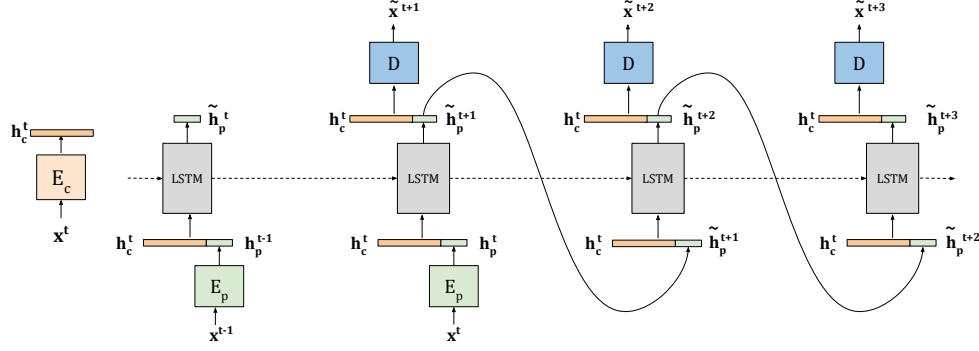 x̃^{t+1} x̃^{t+2} x̃^{t+3}
D D D
h_c^t h̃_p^t h_c^t h̃_p^{t+1} h_c^t h̃_p^{t+2} h_c^t h̃_p^{t+3}
E_c LSTM LSTM LSTM LSTM
x^t
h_c^t h_p^{t-1} h_c^t h_p^t h_c^t h̃_p^{t+1} h_c^t h̃_p^{t+2}
E_p E_p
x^{t-1} x^t